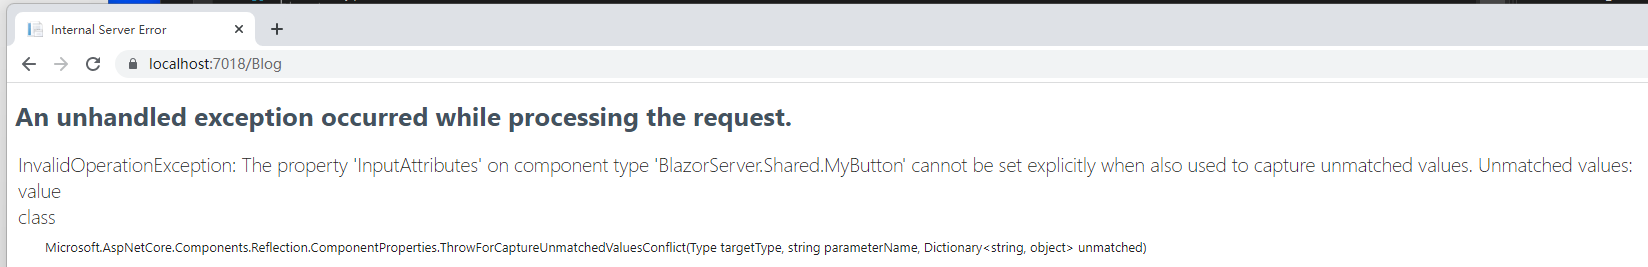 Internal Server Error
localhost:7018/Blog
An unhandled exception occurred while processing the request.
InvalidOperationException: The property 'InputAttributes' on component type 'BlazorServer.Shared.MyButton' cannot be set explicitly when also used to capture unmatched values. Unmatched values:
value
class
Microsoft.AspNetCore.Components.Reflection.ComponentProperties.ThrowForCaptureUnmatchedValuesConflict(Type targetType, string parameterName, Dictionary<string, object> unmatched)